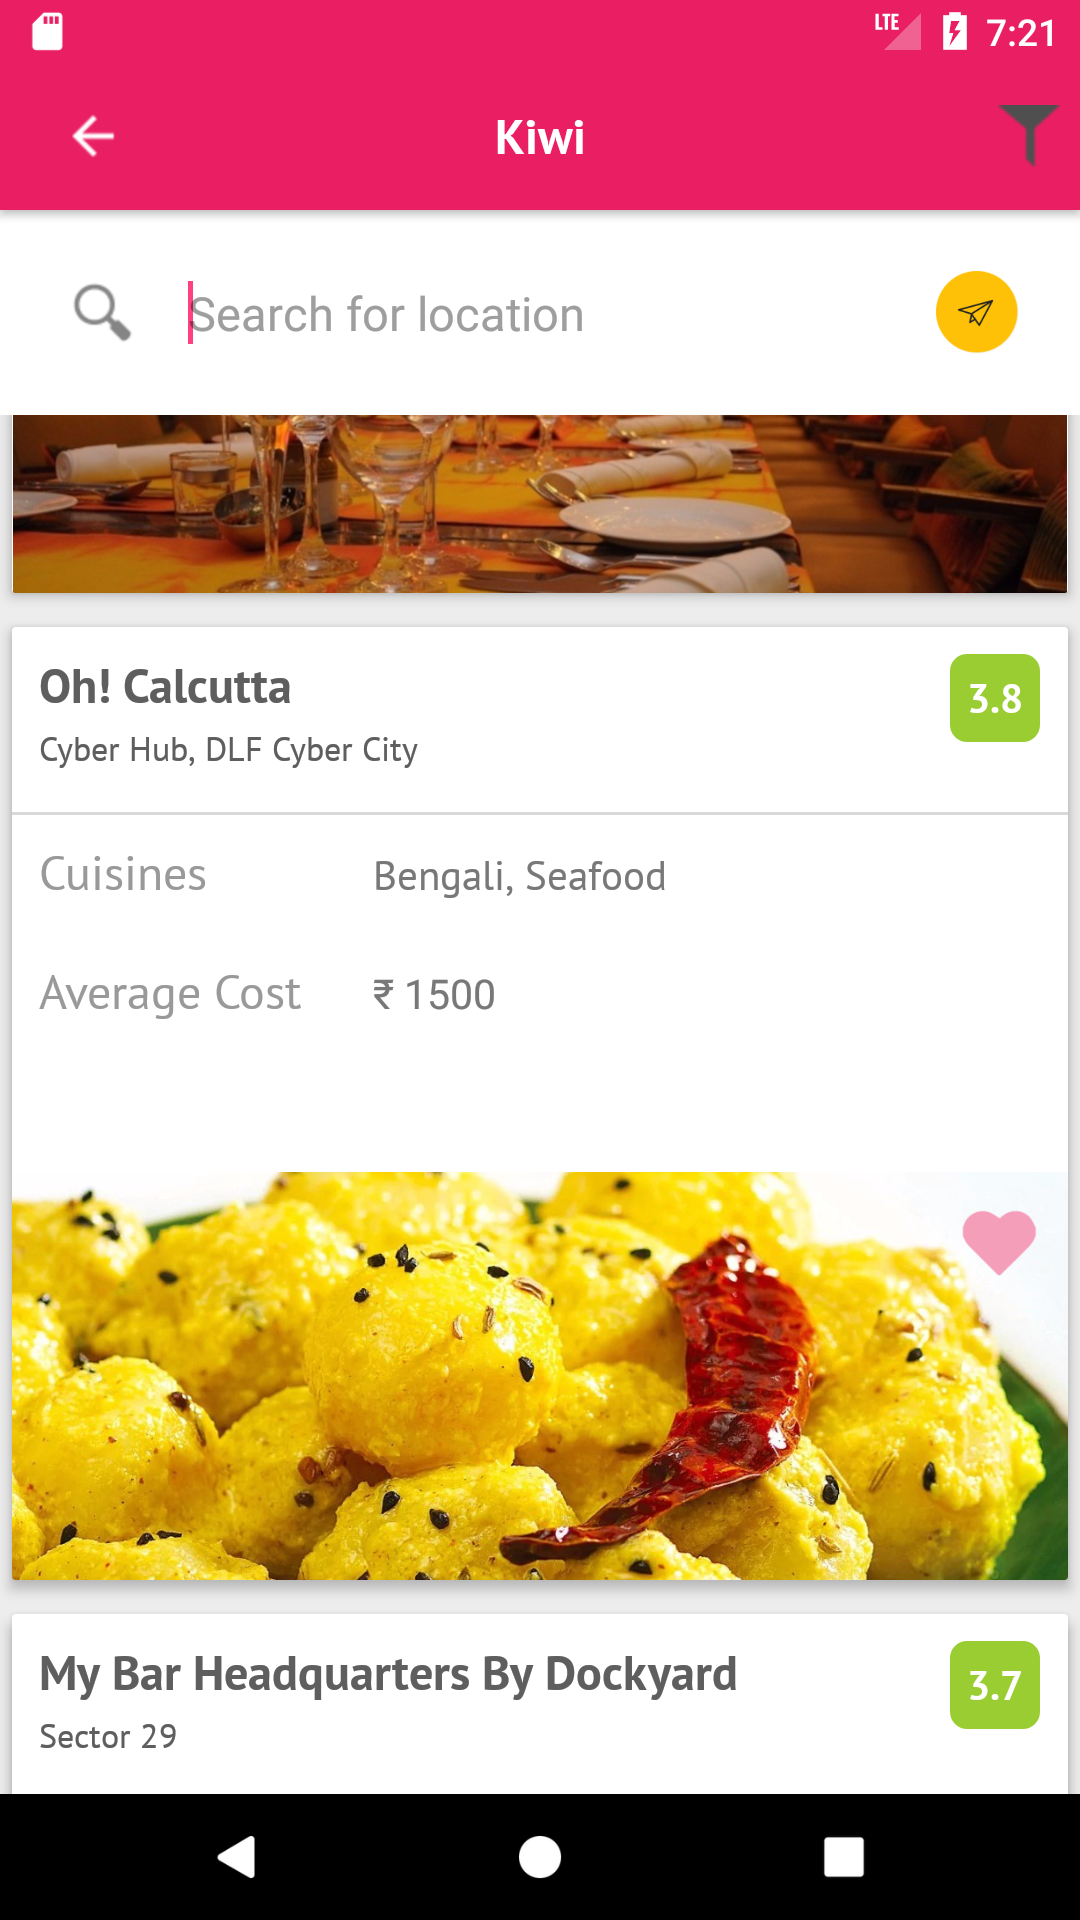 LTE 7:21
Kiwi
Search for location
Oh! Calcutta
3.8
Cyber Hub, DLF Cyber City
Cuisines Bengali, Seafood
Average Cost ₹ 1500
My Bar Headquarters By Dockyard
3.7
Sector 29